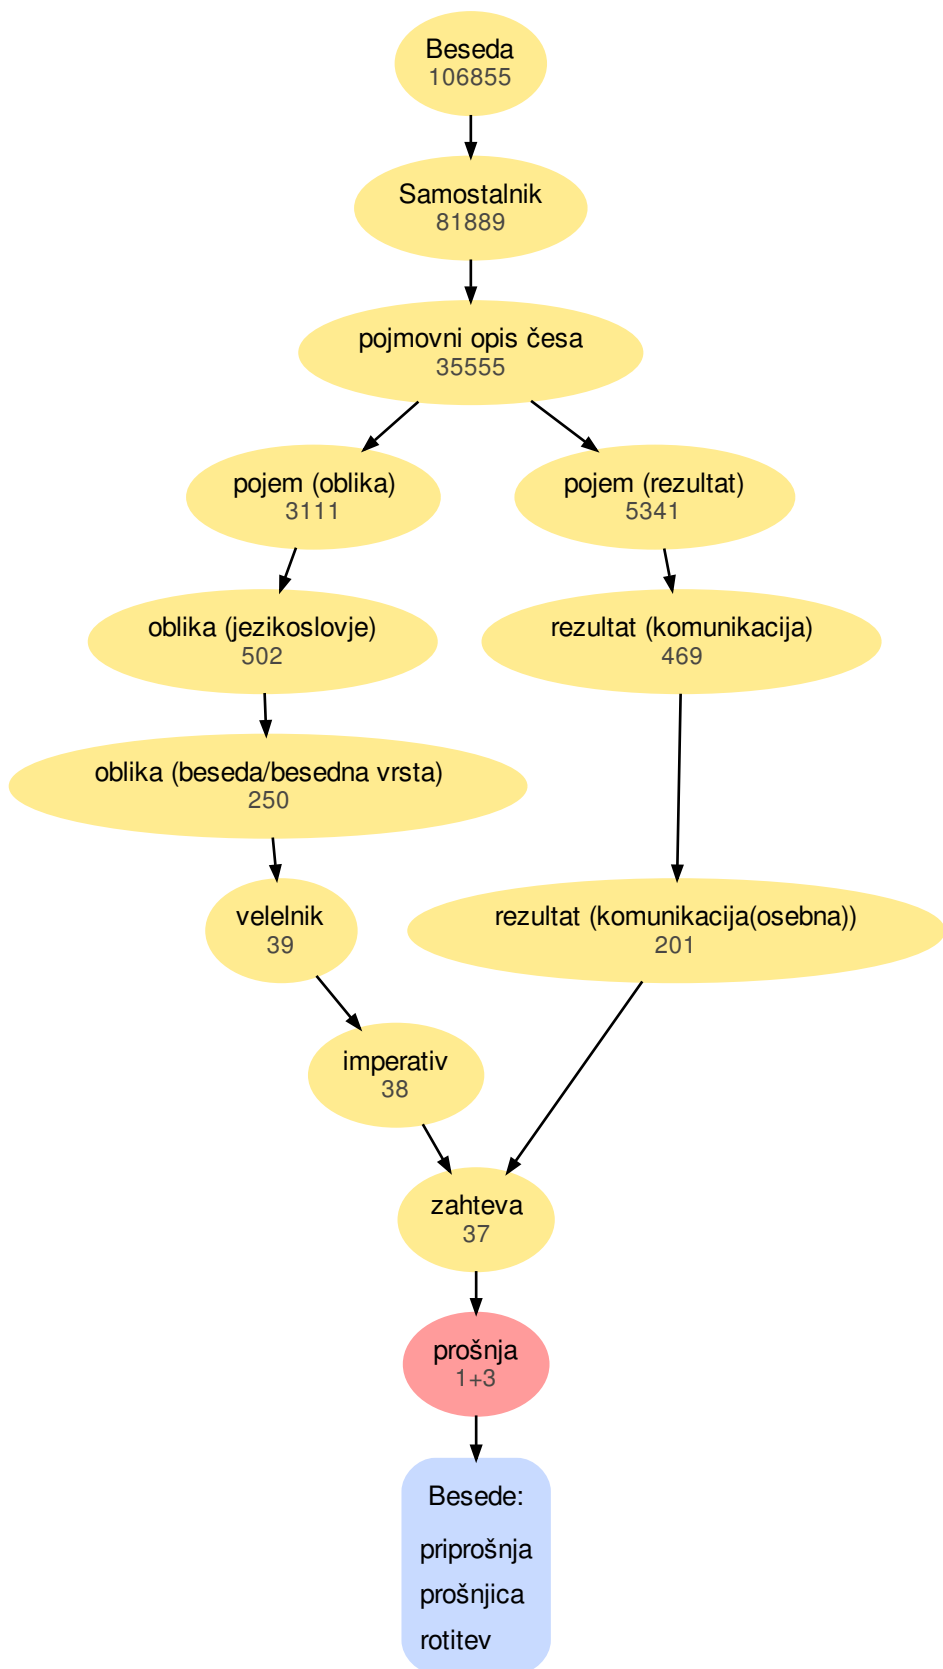 Beseda
106855
Samostalnik
81889
pojmovni opis česa
35555
pojem (oblika)
3111
pojem (rezultat)
5341
oblika (jezikoslovje)
502
rezultat (komunikacija)
469
oblika (beseda/besedna vrsta)
250
velelnik
39
rezultat (komunikacija(osebna))
201
imperativ
38
zahteva
37
prošnja
1+3
Besede:
priprošnja
prošnjica
rotitev